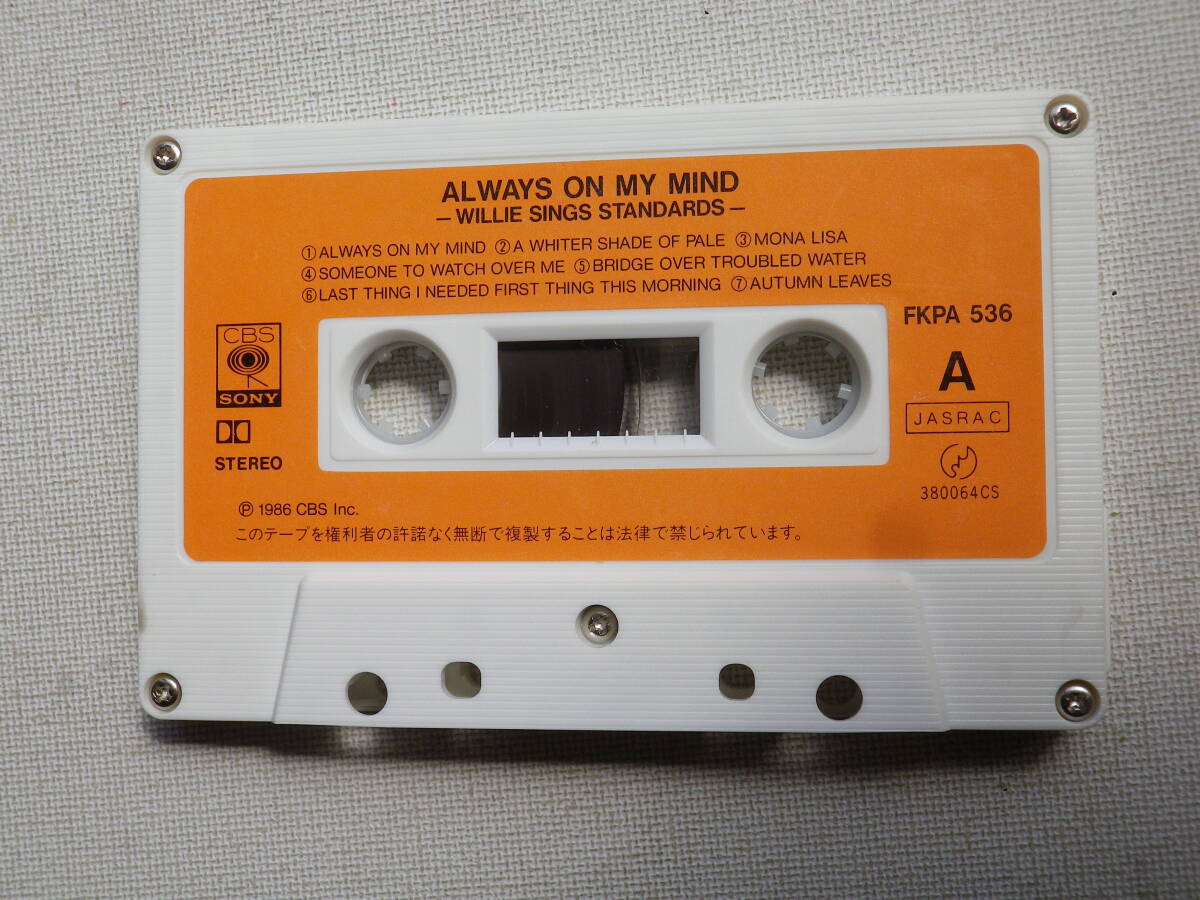 ALWAYS ON MY MIND
— WILLIE SINGS STANDARDS —
①ALWAYS ON MY MIND ②A WHITER SHADE OF PALE ③MONA LISA
④SOMEONE TO WATCH OVER ME ⑤BRIDGE OVER TROUBLED WATER
⑥LAST THING I NEEDED FIRST THING THIS MORNING ⑦AUTUMN LEAVES
FKPA 536
CBS
SONY
A
JASRAC
STEREO
380064CS
Ⓟ 1986 CBS Inc.
このテープを権利者の許諾なく無断で複製することは法律で禁じられています。